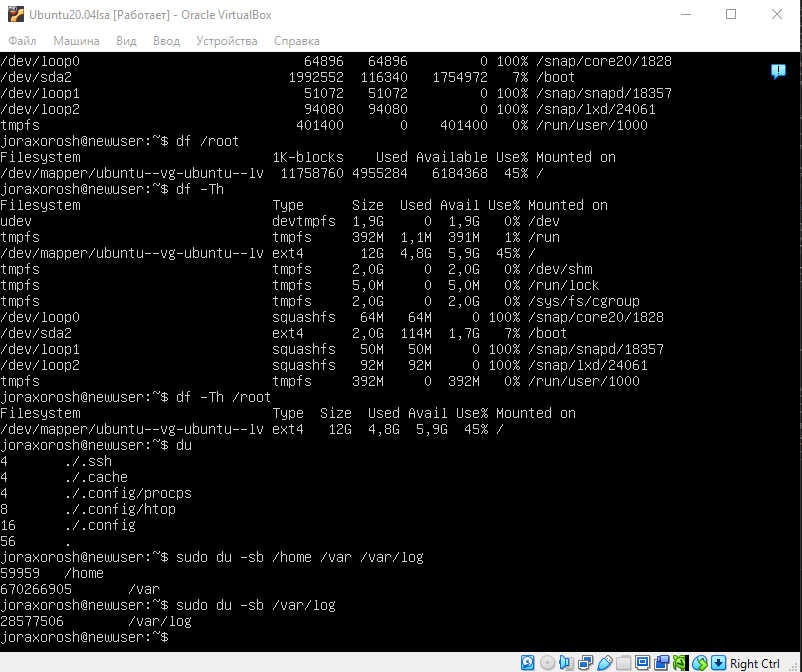 Ubuntu20.04lsa [Работает] - Oracle VirtualBox
Файл Машина Вид Ввод Устройства Справка
/dev/loop0 64896 64896 0 100% /snap/core20/1828
/dev/sda2 1992552 116340 1754972 7% /boot
/dev/loop1 51072 51072 0 100% /snap/snapd/18357
/dev/loop2 94080 94080 0 100% /snap/lxd/24061
tmpfs 401400 0 401400 0% /run/user/1000
joraxorosh@newuser:~$ df /root
Filesystem 1K-blocks Used Available Use% Mounted on
/dev/mapper/ubuntu--vg-ubuntu--lv 11758760 4955284 6184368 45% /
joraxorosh@newuser:~$ df -Th
Filesystem Type Size Used Avail Use% Mounted on
udev devtmpfs 1,9G 0 1,9G 0% /dev
tmpfs tmpfs 392M 1,1M 391M 1% /run
/dev/mapper/ubuntu--vg-ubuntu--lv ext4 12G 4,8G 5,9G 45% /
tmpfs tmpfs 2,0G 0 2,0G 0% /dev/shm
tmpfs tmpfs 5,0M 0 5,0M 0% /run/lock
tmpfs tmpfs 2,0G 0 2,0G 0% /sys/fs/cgroup
/dev/loop0 squashfs 64M 64M 0 100% /snap/core20/1828
/dev/sda2 ext4 2,0G 114M 1,7G 7% /boot
/dev/loop1 squashfs 50M 50M 0 100% /snap/snapd/18357
/dev/loop2 squashfs 92M 92M 0 100% /snap/lxd/24061
tmpfs tmpfs 392M 0 392M 0% /run/user/1000
joraxorosh@newuser:~$ df -Th /root
Filesystem Type Size Used Avail Use% Mounted on
/dev/mapper/ubuntu--vg-ubuntu--lv ext4 12G 4,8G 5,9G 45% /
joraxorosh@newuser:~$ du
4 ./.ssh
4 ./.cache
4 ./.config/procps
8 ./.config/htop
16 ./.config
56 .
joraxorosh@newuser:~$ sudo du -sb /home /var /var/log
59959 /home
670266905 /var
joraxorosh@newuser:~$ sudo du -sb /var/log
28577506 /var/log
joraxorosh@newuser:~$
Right Ctrl